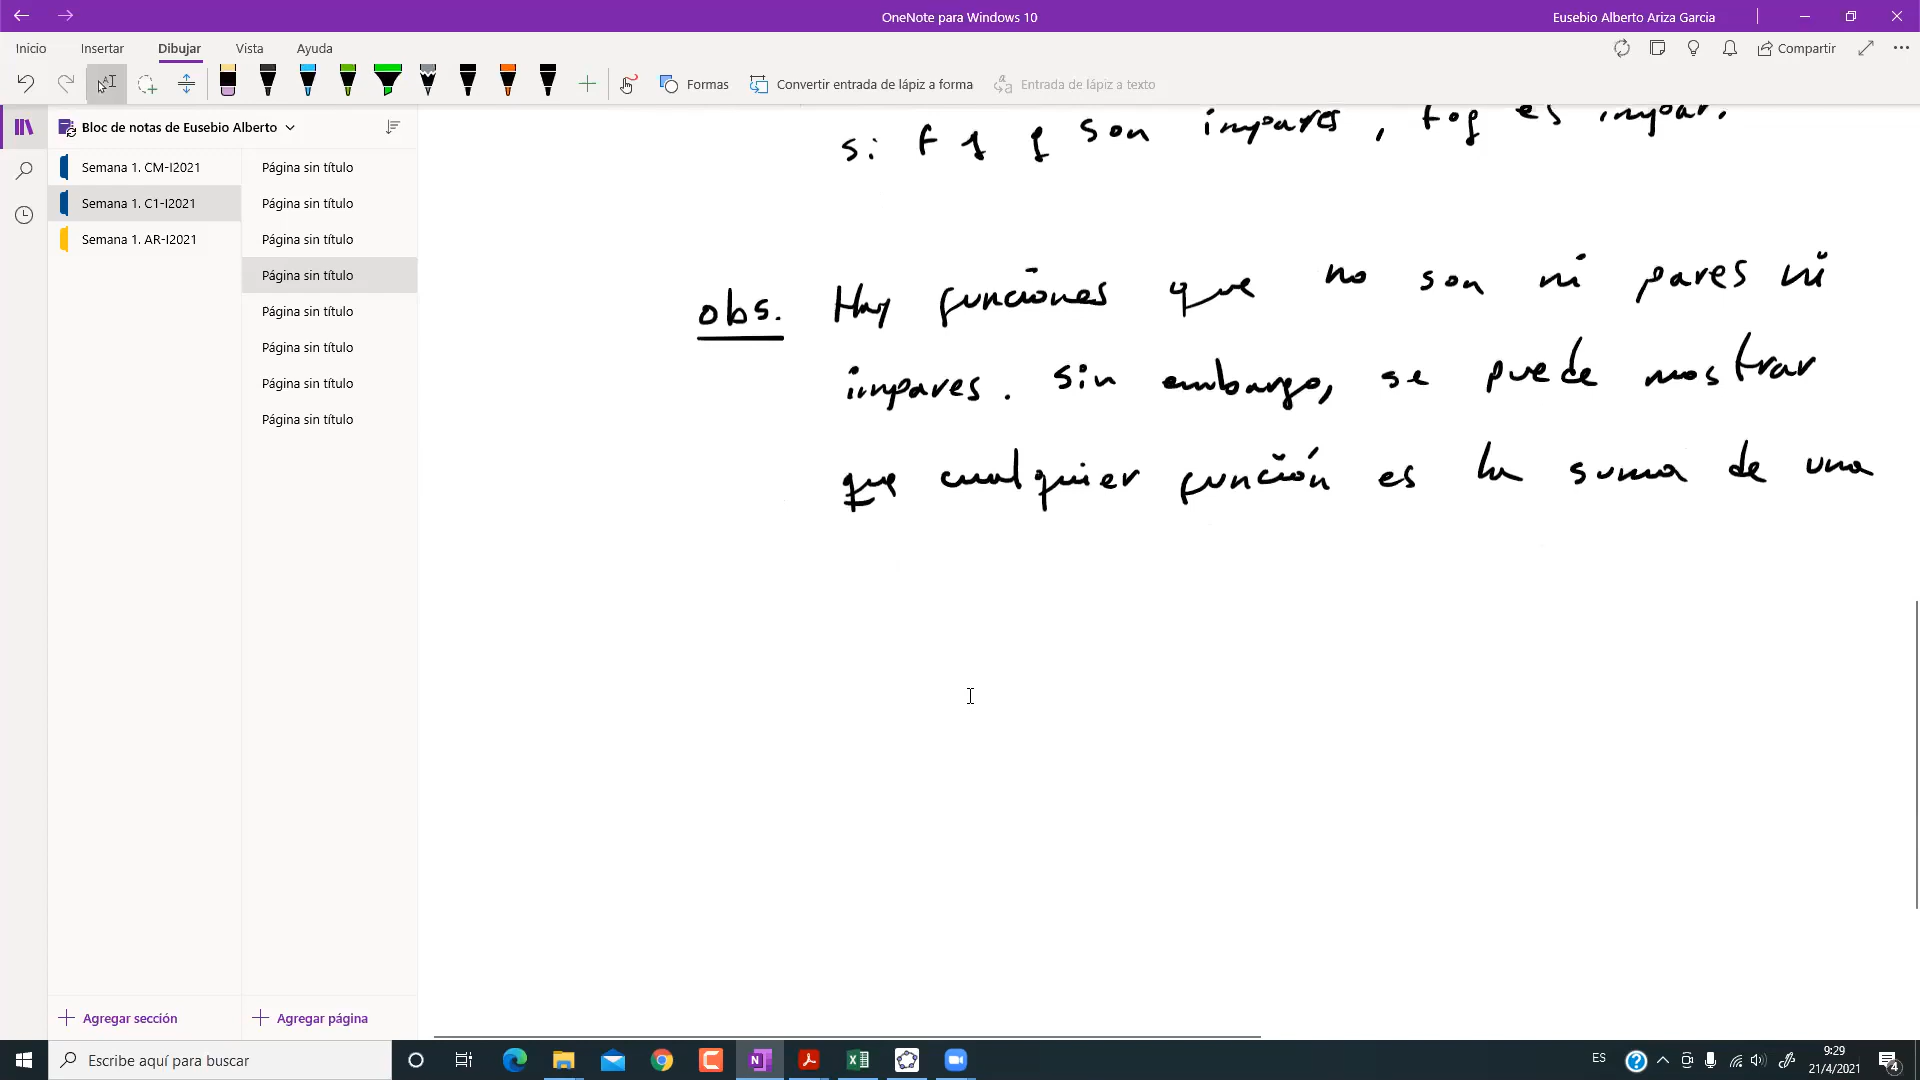 OneNote para Windows 10
Eusebio Alberto Ariza Garcia
Inicio
Insertar
Dibujar
Vista
Ayuda
Compartir
Formas
Convertir entrada de lápiz a forma
Entrada de lápiz a texto
Bloc de notas de Eusebio Alberto
Semana 1. CM-I2021
Semana 1. C1-I2021
Semana 1. AR-I2021
Página sin título
Página sin título
Página sin título
Página sin título
Página sin título
Página sin título
Página sin título
Página sin título
si f y g son impares, fog es impar.
obs. Hay funciones que no son ni pares ni
impares. sin embargo, se puede mostrar
que cualquier función es la suma de una
Agregar sección
Agregar página
Escribe aquí para buscar
ES
9:29
21/4/2021
4